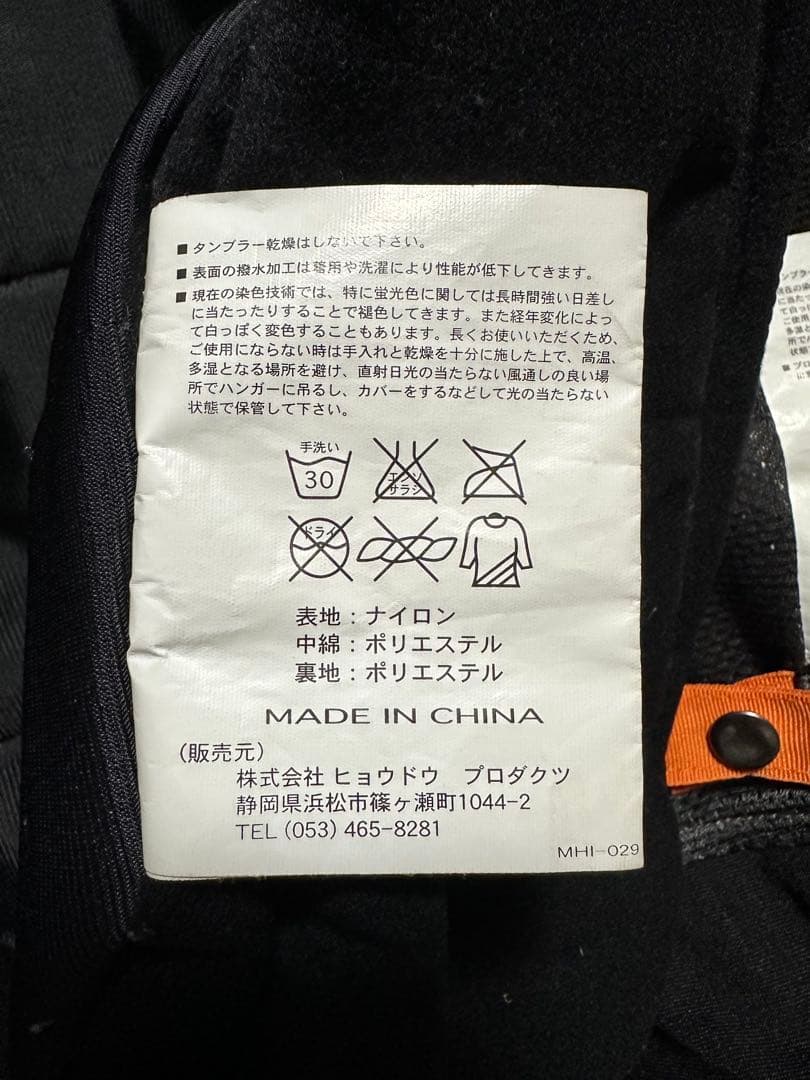 ■ タンブラー乾燥はしないで下さい。
■ 表面の撥水加工は着用や洗濯により性能が低下してきます。
■ 現在の染色技術では、特に蛍光色に関しては長時間強い日差し
に当たったりすることで褪色してきます。また経年変化によっ
て白っぽく変色することもあります。長くお使いいただくため、
ご使用にならない時は手入れと乾燥を十分に施した上で、高温、
多湿となる場所を避け、直射日光の当たらない風通しの良い場
所でハンガーに吊るし、カバーをするなどして光の当たらない
状態で保管して下さい。
手洗い
30
エンソ
サラシ
ドライ
表地:ナイロン
中綿:ポリエステル
裏地:ポリエステル
MADE IN CHINA
(販売元)
株式会社 ヒョウドウ プロダクツ
静岡県浜松市篠ヶ瀬町1044-2
TEL (053) 465-8281
MHI-029